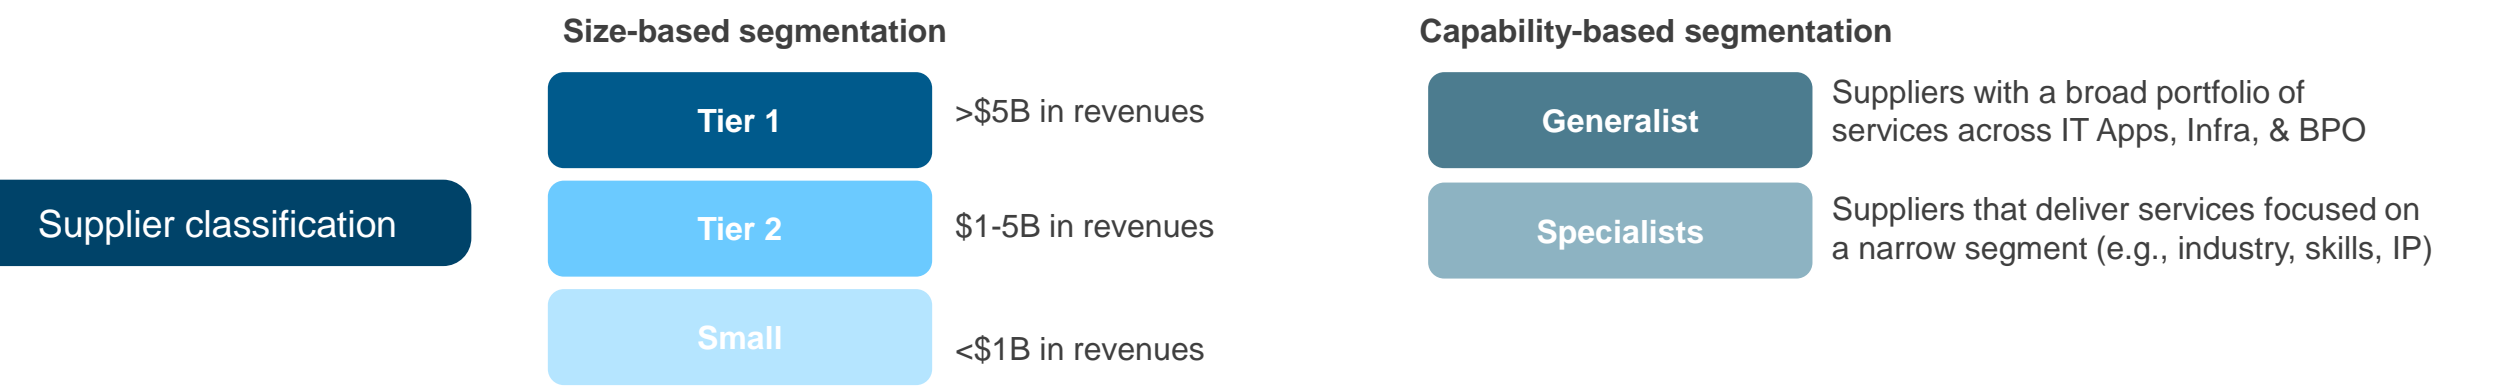 Supplier classification
Size-based segmentation
Tier 1
>$5B in revenues
Tier 2
$1-5B in revenues
Small
<$1B in revenues
Capability-based segmentation
Generalist
Suppliers with a broad portfolio of
services across IT Apps, Infra, & BPO
Specialists
Suppliers that deliver services focused on
a narrow segment (e.g., industry, skills, IP)